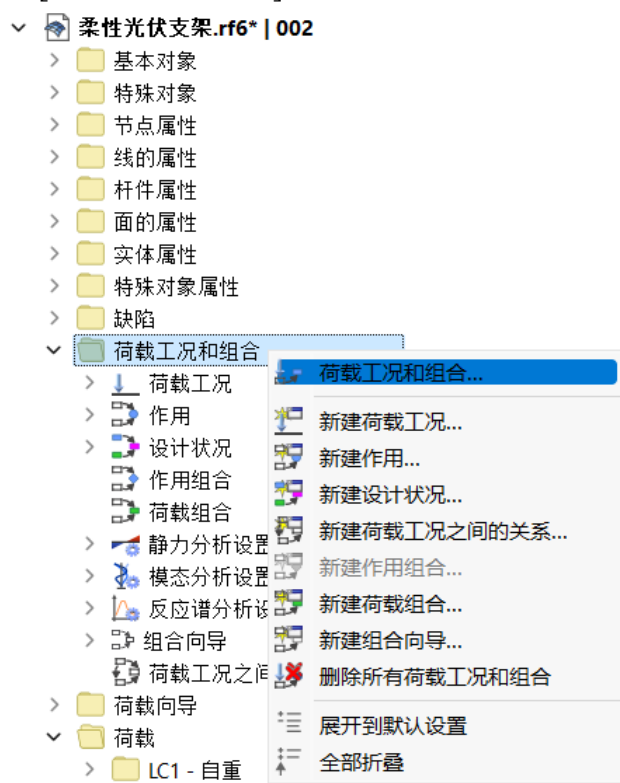 柔性光伏支架.rf6* | 002
基本对象
特殊对象
节点属性
线的属性
杆件属性
面的属性
实体属性
特殊对象属性
缺陷
荷载工况和组合
荷载工况
作用
设计状况
作用组合
荷载组合
静力分析设置
模态分析设置
反应谱分析设
组合向导
荷载工况之间
荷载向导
荷载
LC1 - 自重
荷载工况和组合...
新建荷载工况...
新建作用...
新建设计状况...
新建荷载工况之间的关系...
新建作用组合...
新建荷载组合...
新建组合向导...
删除所有荷载工况和组合
展开到默认设置
全部折叠